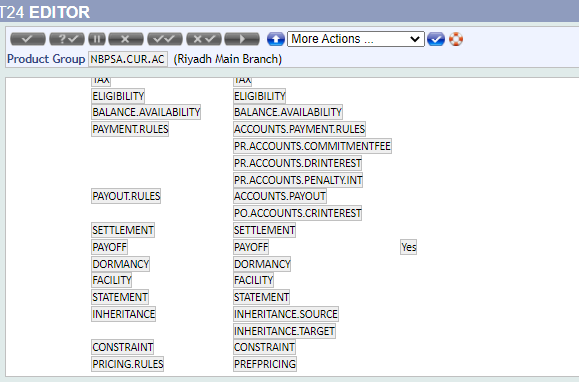 T24 EDITOR
More Actions ...
Product Group NBPSA.CUR.AC (Riyadh Main Branch)
TAX TAX
ELIGIBILITY ELIGIBILITY
BALANCE.AVAILABILITY BALANCE.AVAILABILITY
PAYMENT.RULES ACCOUNTS.PAYMENT.RULES
PR.ACCOUNTS.COMMITMENTFEE
PR.ACCOUNTS.DRINTEREST
PR.ACCOUNTS.PENALTY.INT
PAYOUT.RULES ACCOUNTS.PAYOUT
PO.ACCOUNTS.CRINTEREST
SETTLEMENT SETTLEMENT
PAYOFF PAYOFF Yes
DORMANCY DORMANCY
FACILITY FACILITY
STATEMENT STATEMENT
INHERITANCE INHERITANCE.SOURCE
INHERITANCE.TARGET
CONSTRAINT CONSTRAINT
PRICING.RULES PREFPRICING